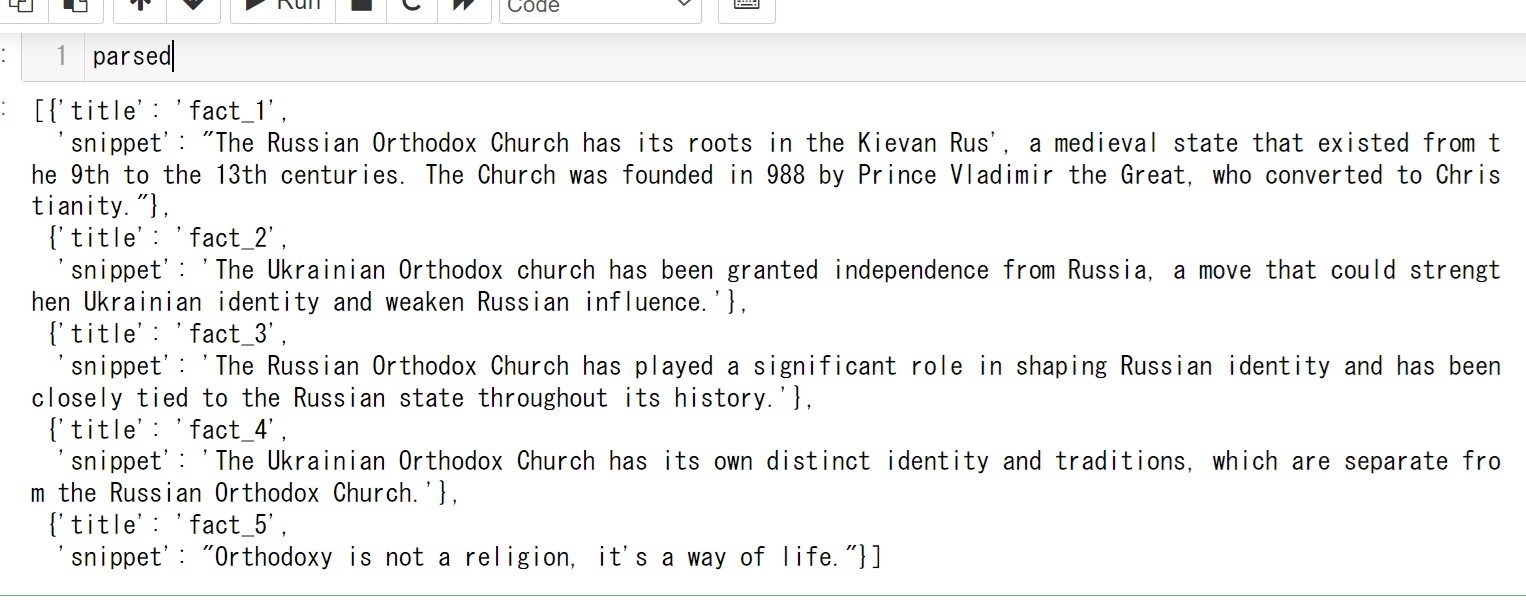 Run
Code
1 parsed
[{'title': 'fact_1',
'snippet': "The Russian Orthodox Church has its roots in the Kievan Rus', a medieval state that existed from t
he 9th to the 13th centuries. The Church was founded in 988 by Prince Vladimir the Great, who converted to Chris
tianity."},
{'title': 'fact_2',
'snippet': 'The Ukrainian Orthodox church has been granted independence from Russia, a move that could strengt
hen Ukrainian identity and weaken Russian influence.'},
{'title': 'fact_3',
'snippet': 'The Russian Orthodox Church has played a significant role in shaping Russian identity and has been
closely tied to the Russian state throughout its history.'},
{'title': 'fact_4',
'snippet': 'The Ukrainian Orthodox Church has its own distinct identity and traditions, which are separate fro
m the Russian Orthodox Church.'},
{'title': 'fact_5',
'snippet': "Orthodoxy is not a religion, it's a way of life."}]